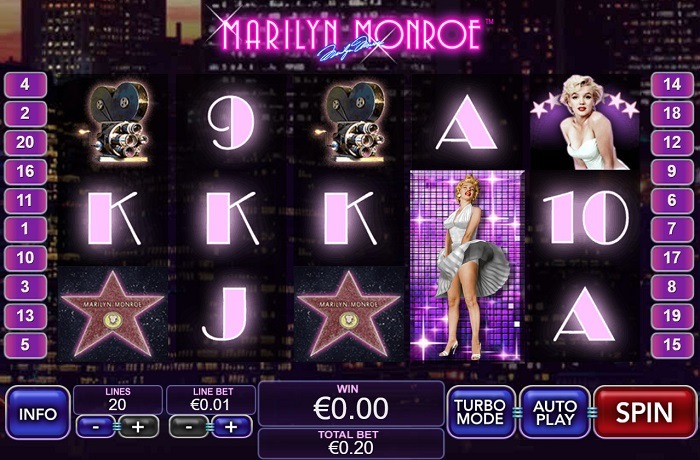 MARILYN MONROE™
Marilyn Monroe
4
2
20
16
11
1
10
3
13
5
14
18
12
9
6
7
8
19
15
9
A
K
K
K
10
MARILYN MONROE
J
MARILYN MONROE
A
INFO
LINES
20
- +
LINE BET
€0.01
- +
WIN
€0.00
TOTAL BET
€0.20
TURBO
MODE
AUTO
PLAY
SPIN